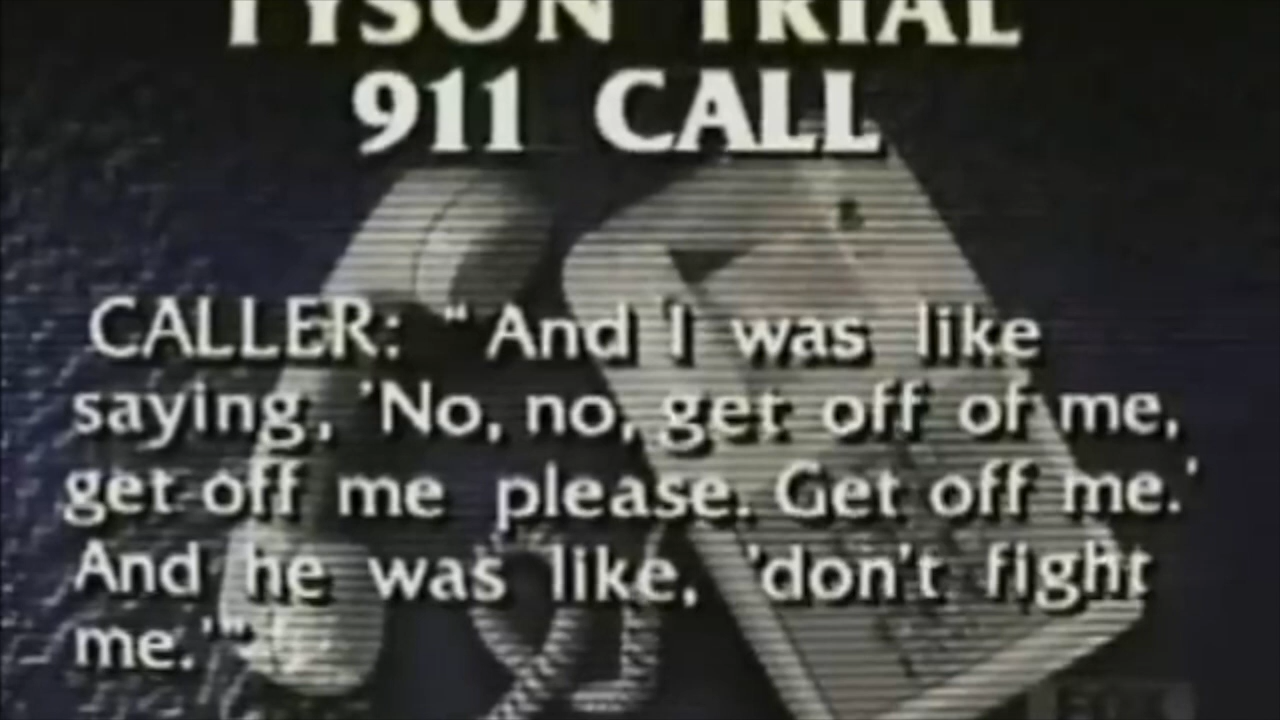 TYSON TRIAL
911 CALL
CALLER: "And I was like
saying, 'No, no, get off of me,
get off me please. Get off me.'
And he was like, 'don't fight
me.'"